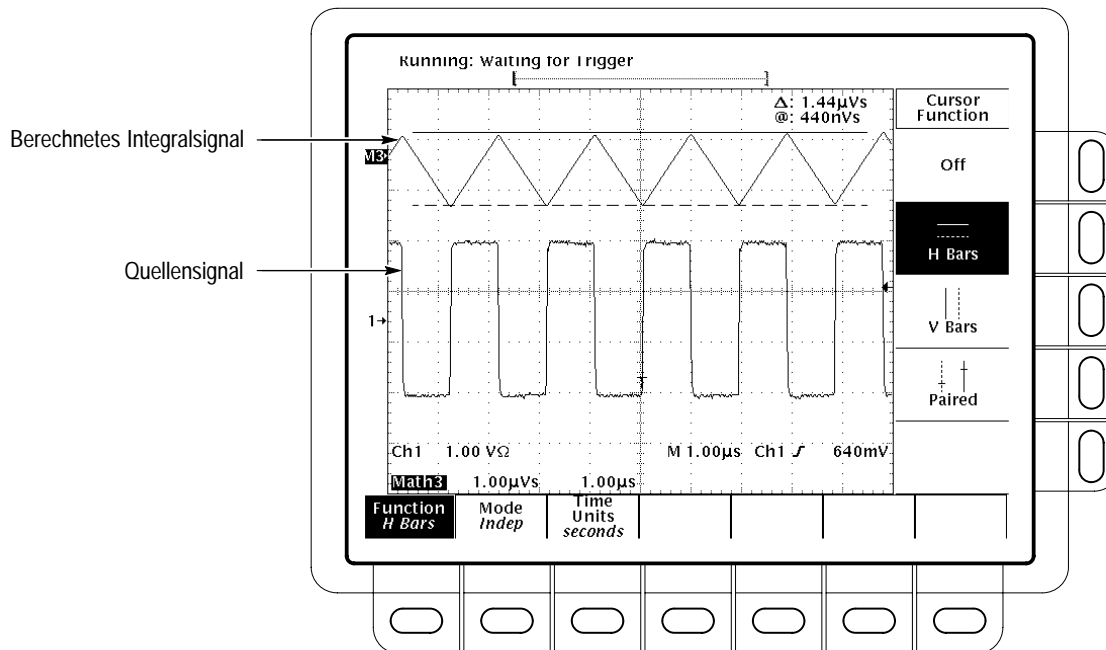 Running: Waiting for Trigger
Δ: 1.44µVs
@: 440nVs
Cursor
Function
Berechnetes Integralsignal
M3
Off
H Bars
Quellensignal
1
V Bars
Paired
Ch1 1.00 VΩ M 1.00µs Ch1 640mV
Math3 1.00µVs 1.00µs
Function
H Bars
Mode
Indep
Time
Units
seconds